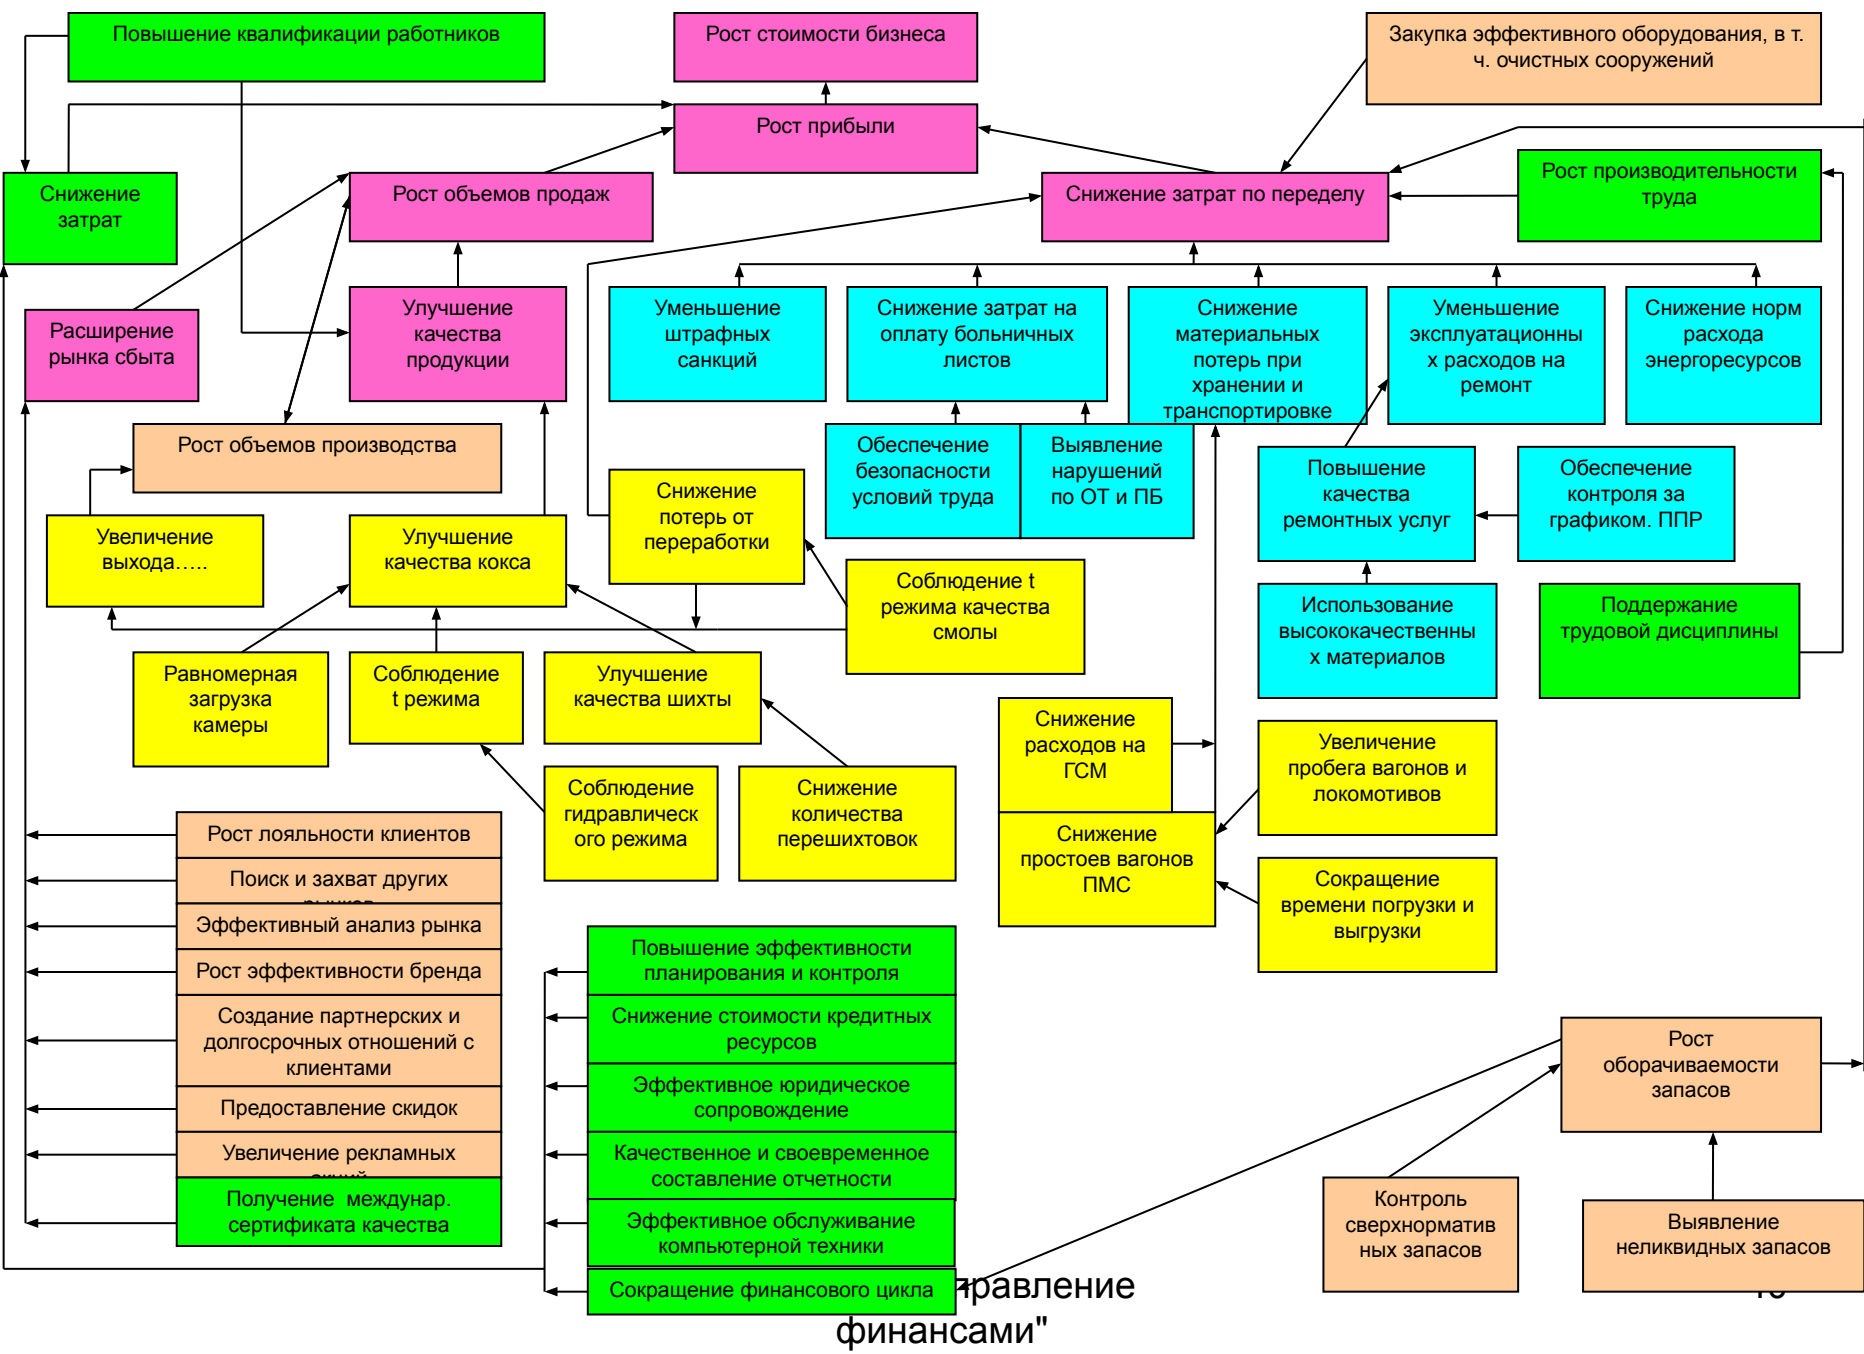 Повышение квалификации работников
Рост стоимости бизнеса
Закупка эффективного оборудования, в т.
ч. очистных сооружений
Рост прибыли
Снижение
затрат
Рост объемов продаж
Снижение затрат по переделу
Рост производительности
труда
Расширение
рынка сбыта
Улучшение
качества
продукции
Уменьшение
штрафных
санкций
Снижение затрат на
оплату больничных
листов
Снижение
материальных
потерь при
хранении и
транспортировке
Уменьшение
эксплуатационны
х расходов на
ремонт
Снижение норм
расхода
энергоресурсов
Рост объемов производства
Обеспечение
безопасности
условий труда
Выявление
нарушений
по ОТ и ПБ
Повышение
качества
ремонтных услуг
Обеспечение
контроля за
графиком. ППР
Увеличение
выхода…..
Улучшение
качества кокса
Снижение
потерь от
переработки
Соблюдение t
режима качества
смолы
Использование
высококачественны
х материалов
Поддержание
трудовой дисциплины
Равномерная
загрузка
камеры
Соблюдение
t режима
Улучшение
качества шихты
Снижение
расходов на
ГСМ
Увеличение
пробега вагонов и
локомотивов
Соблюдение
гидравлическ
ого режима
Снижение
количества
перешихтовок
Снижение
простоев вагонов
ПМС
Сокращение
времени погрузки и
выгрузки
Рост лояльности клиентов
Поиск и захват других
Эффективный анализ рынка
Рост эффективности бренда
Создание партнерских и
долгосрочных отношений с
клиентами
Предоставление скидок
Увеличение рекламных
Получение  междунар.
сертификата качества
Повышение эффективности
планирования и контроля
Снижение стоимости кредитных
ресурсов
Эффективное юридическое
сопровождение
Качественное и своевременное
составление отчетности
Эффективное обслуживание
компьютерной техники
Сокращение финансового цикла
Рост
оборачиваемости
запасов
Контроль
сверхнорматив
ных запасов
Выявление
неликвидных запасов
правление
финансами"